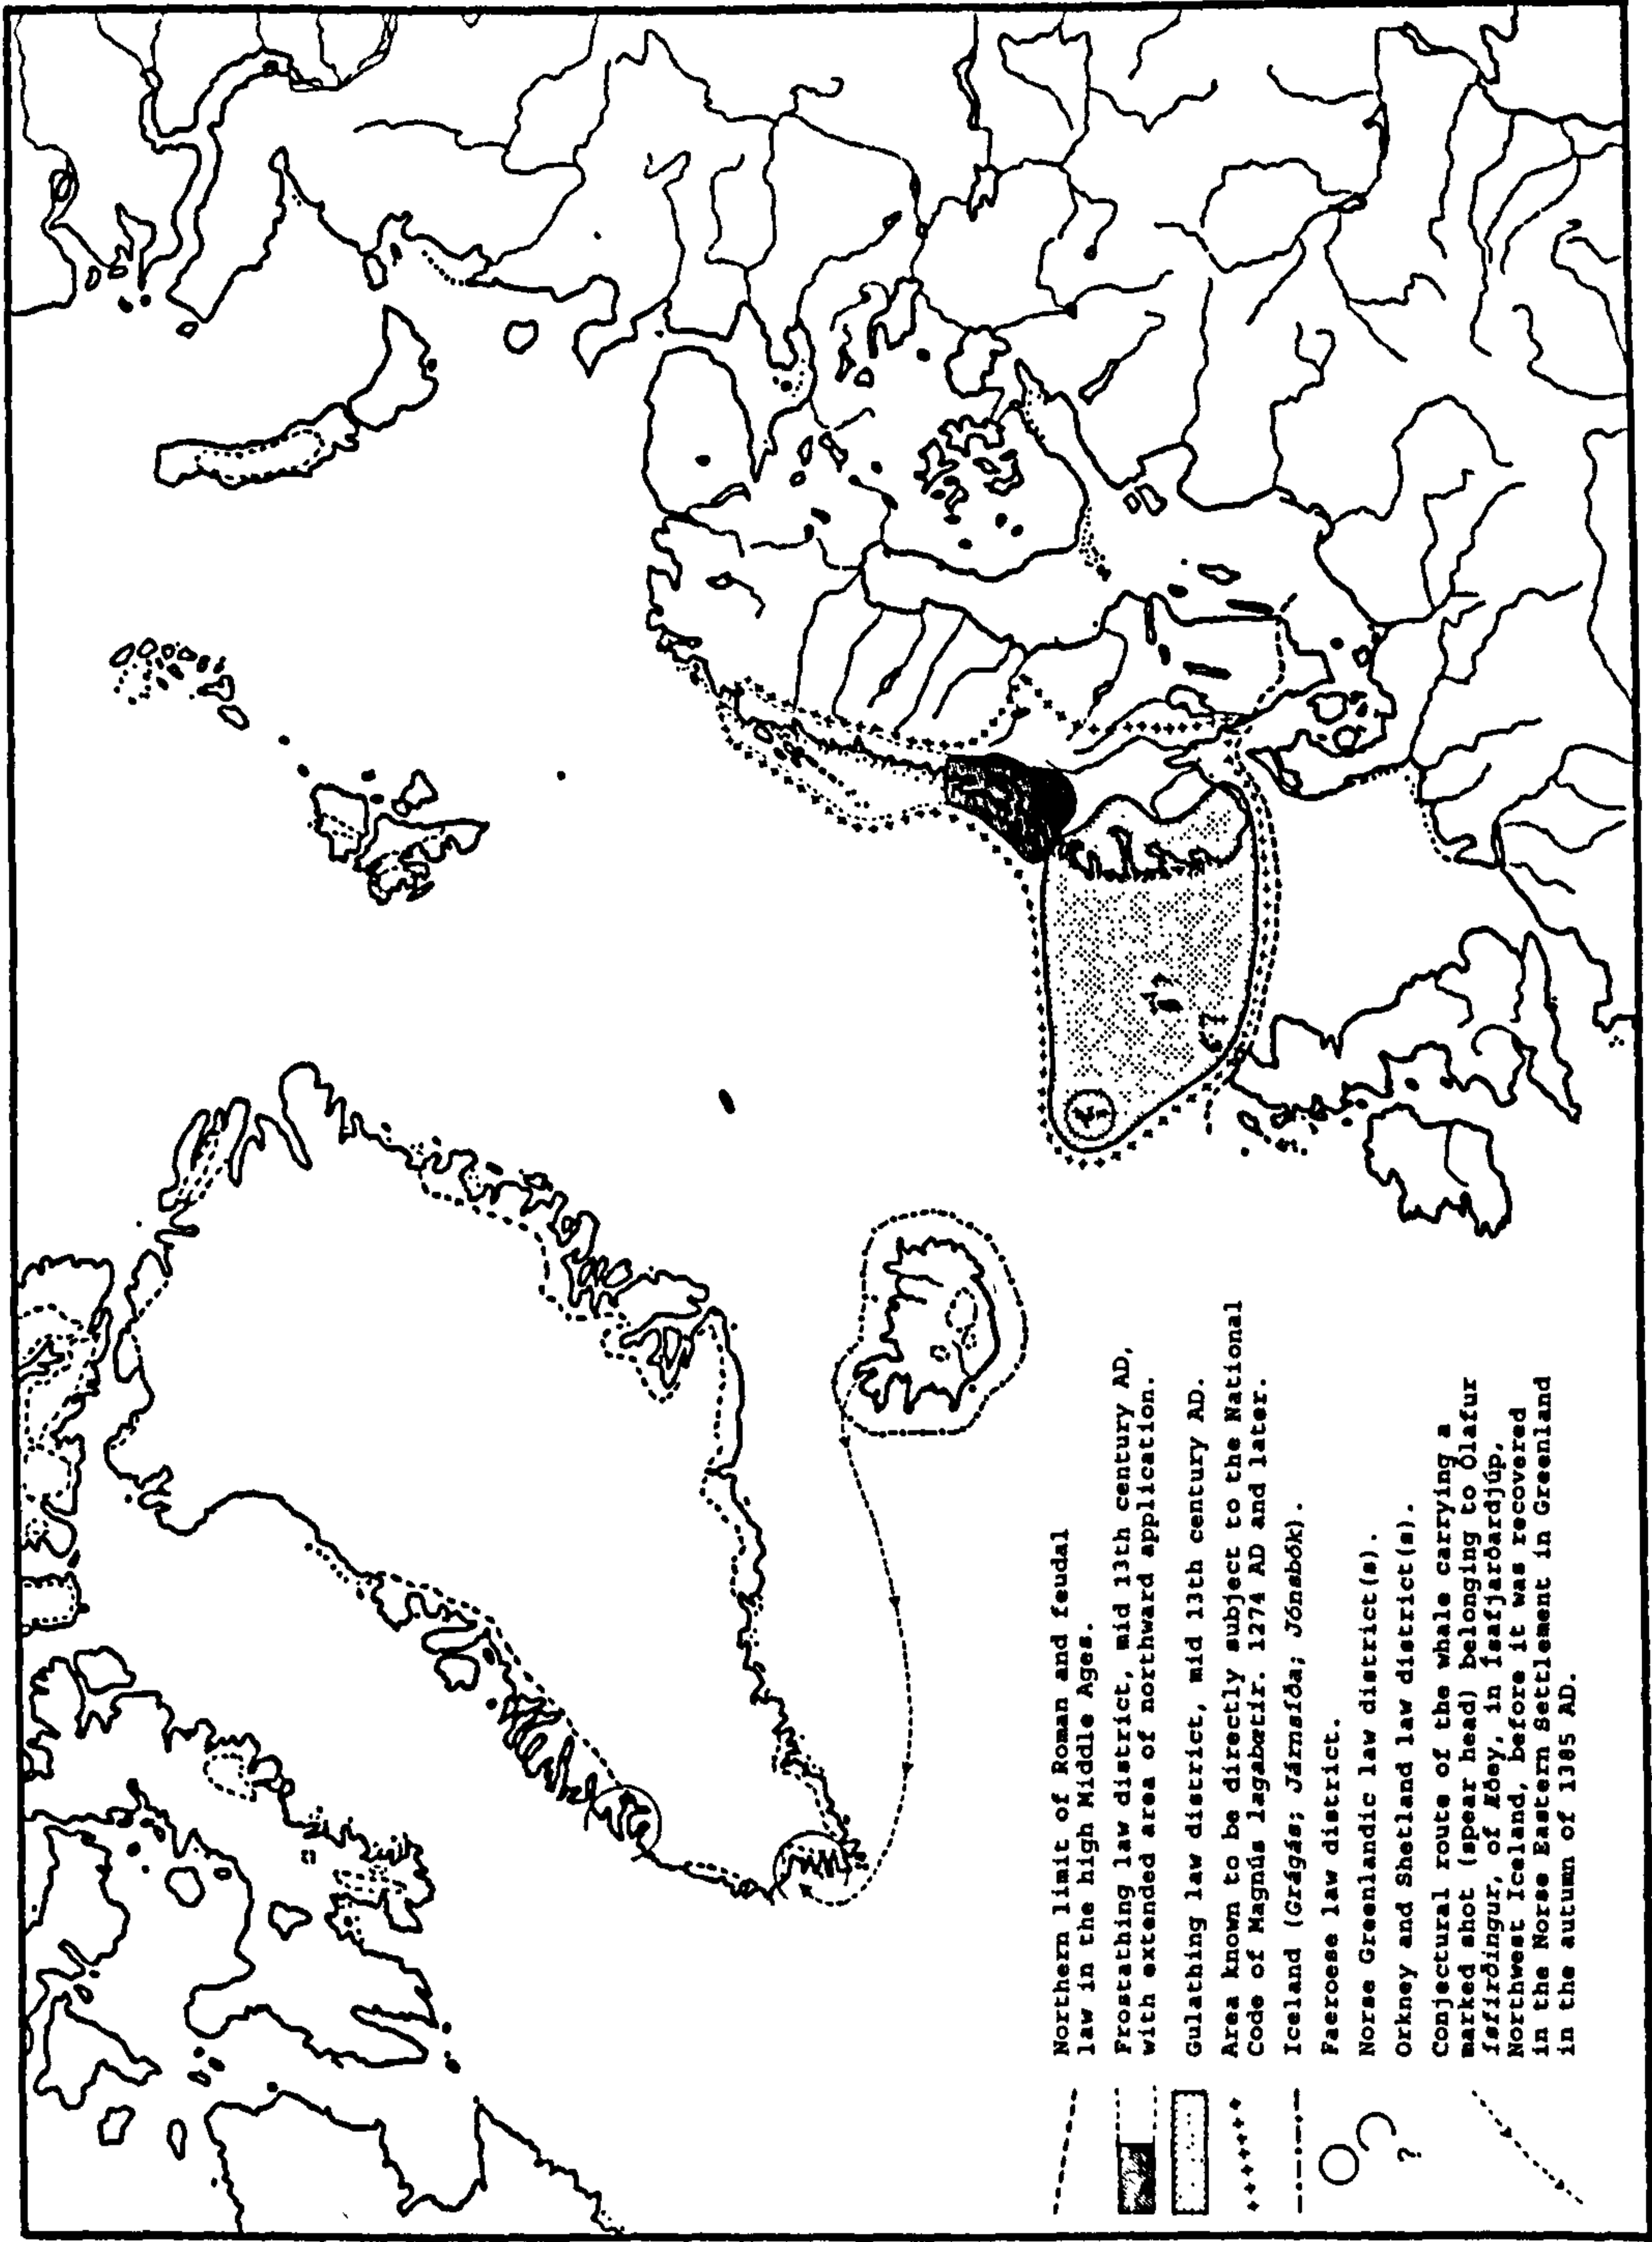 Northern limit of Roman and feudal
law in the high Middle Ages.
Frostathing law district, mid 13th century AD,
with extended area of northward application.
Gulathing law district, mid 13th century AD.
Area known to be directly subject to the National
Code of Magnús lagabœtir. 1274 AD and later.
Iceland (Grágás; Járnsíða; Jónsbók).
Faeroese law district.
Norse Greenlandic law district(s).
? Orkney and Shetland law district(s).
Conjectural route of the whale carrying a
marked shot (spear head) belonging to Ólafur
ísfirðingur, of Æðey, in Ísafjarðardjúp,
Northwest Iceland, before it was recovered
in the Norse Eastern Settlement in Greenland
in the autumn of 1385 AD.
?
?